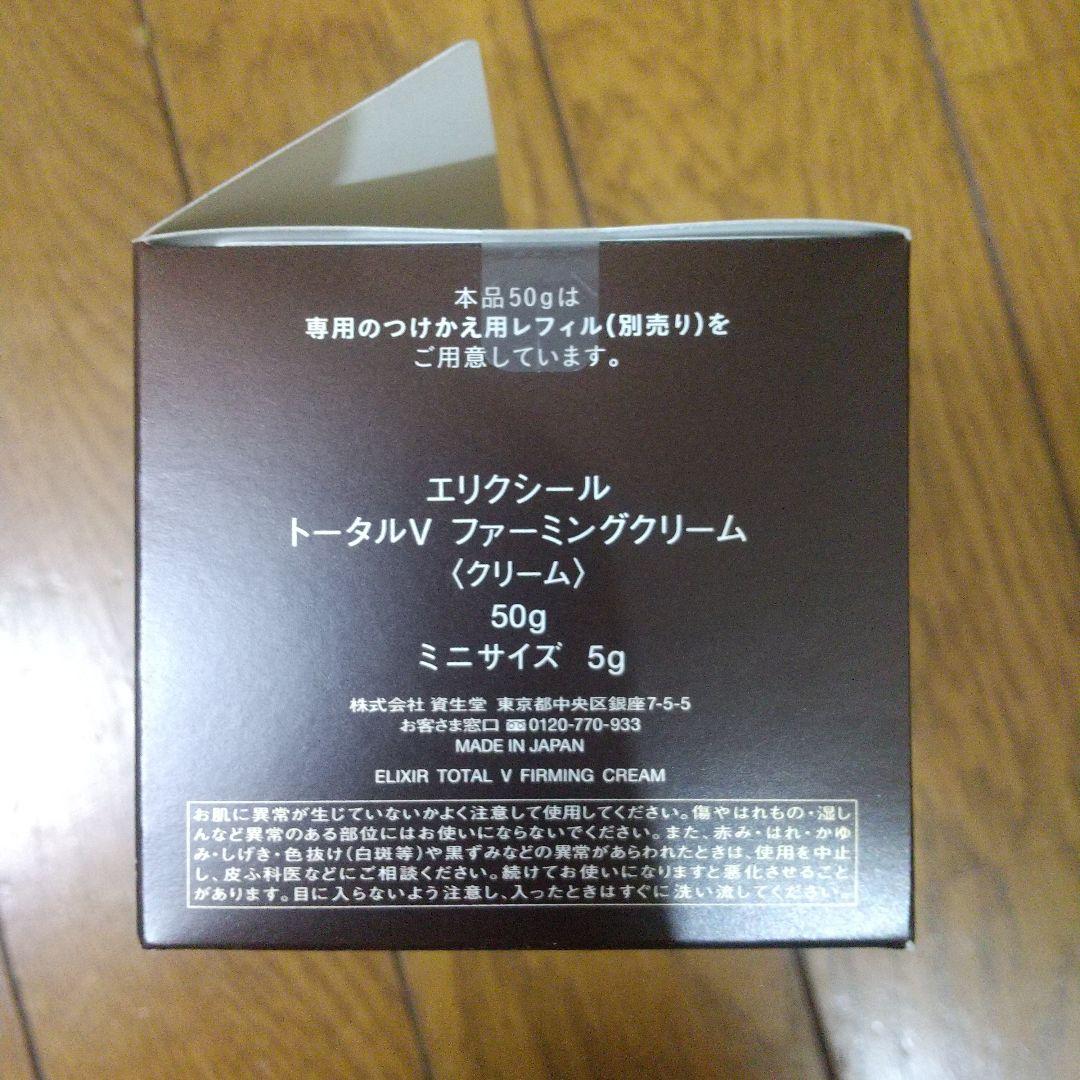 本品50gは
専用のつけかえ用レフィル(別売り)を
ご用意しています。
エリクシール
トータルV ファーミングクリーム
〈クリーム〉
50g
ミニサイズ 5g
株式会社 資生堂 東京都中央区銀座7-5-5
お客さま窓口 0120-770-933
MADE IN JAPAN
ELIXIR TOTAL V FIRMING CREAM
お肌に異常が生じていないかよく注意して使用してください。傷やはれもの・湿し
んなど異常のある部位にはお使いにならないでください。また、赤み・はれ・かゆ
み・しげき・色抜け(白斑等)や黒ずみなどの異常があらわれたときは、使用を中止
し、皮ふ科医などにご相談ください。続けてお使いになりますと悪化させること
があります。目に入らないよう注意し、入ったときはすぐに洗い流してください。